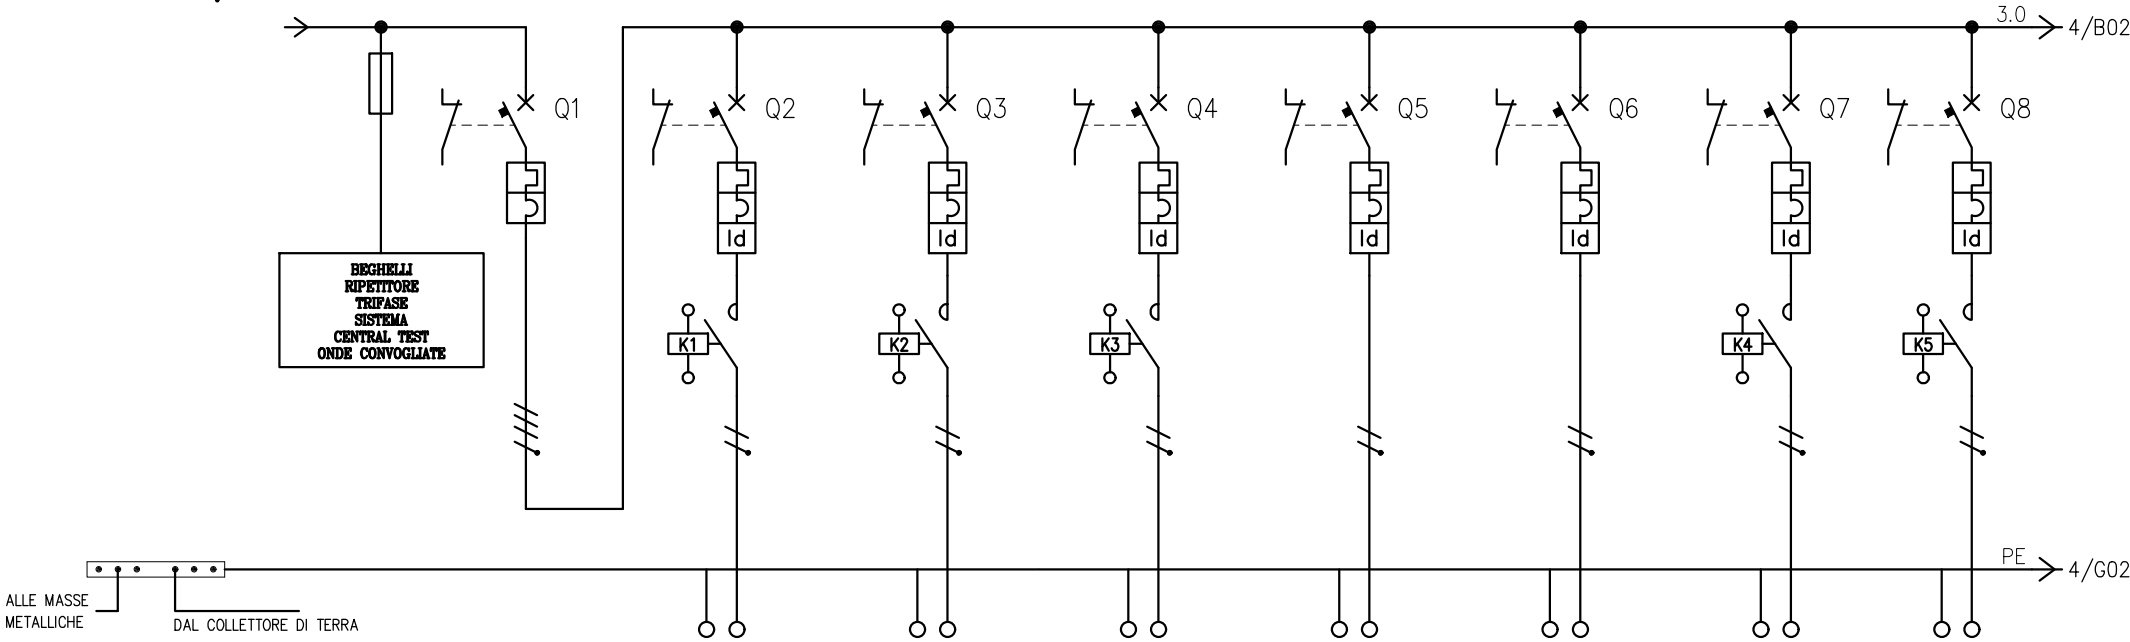 3.0
4/B02
Q1
Q2
Q3
Q4
Q5
Q6
Q7
Q8
Id
Id
Id
Id
Id
Id
Id
BEGHELLI
RIPETITORE
TRIFASE
SISTEMA
CENTRAL TEST
ONDE CONVOGLIATE
K1
K2
K3
K4
K5
PE
4/G02
ALLE MASSE
METALLICHE
DAL COLLETTORE DI TERRA